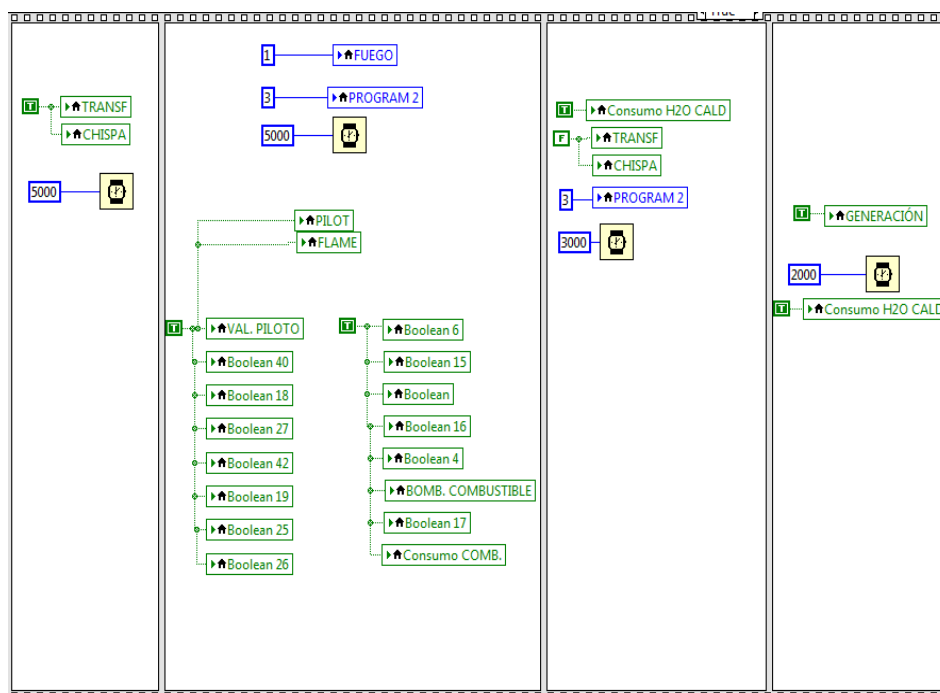 T
TRANSF
CHISPA
5000
1
FUEGO
3
PROGRAM 2
5000
PILOT
FLAME
T
VAL. PILOTO
Boolean 40
Boolean 18
Boolean 27
Boolean 42
Boolean 19
Boolean 25
Boolean 26
T
Boolean 6
Boolean 15
Boolean
Boolean 16
Boolean 4
BOMB. COMBUSTIBLE
Boolean 17
Consumo COMB.
T
Consumo H2O CALD
F
TRANSF
CHISPA
3
PROGRAM 2
3000
T
GENERACIÓN
2000
T
Consumo H2O CALD